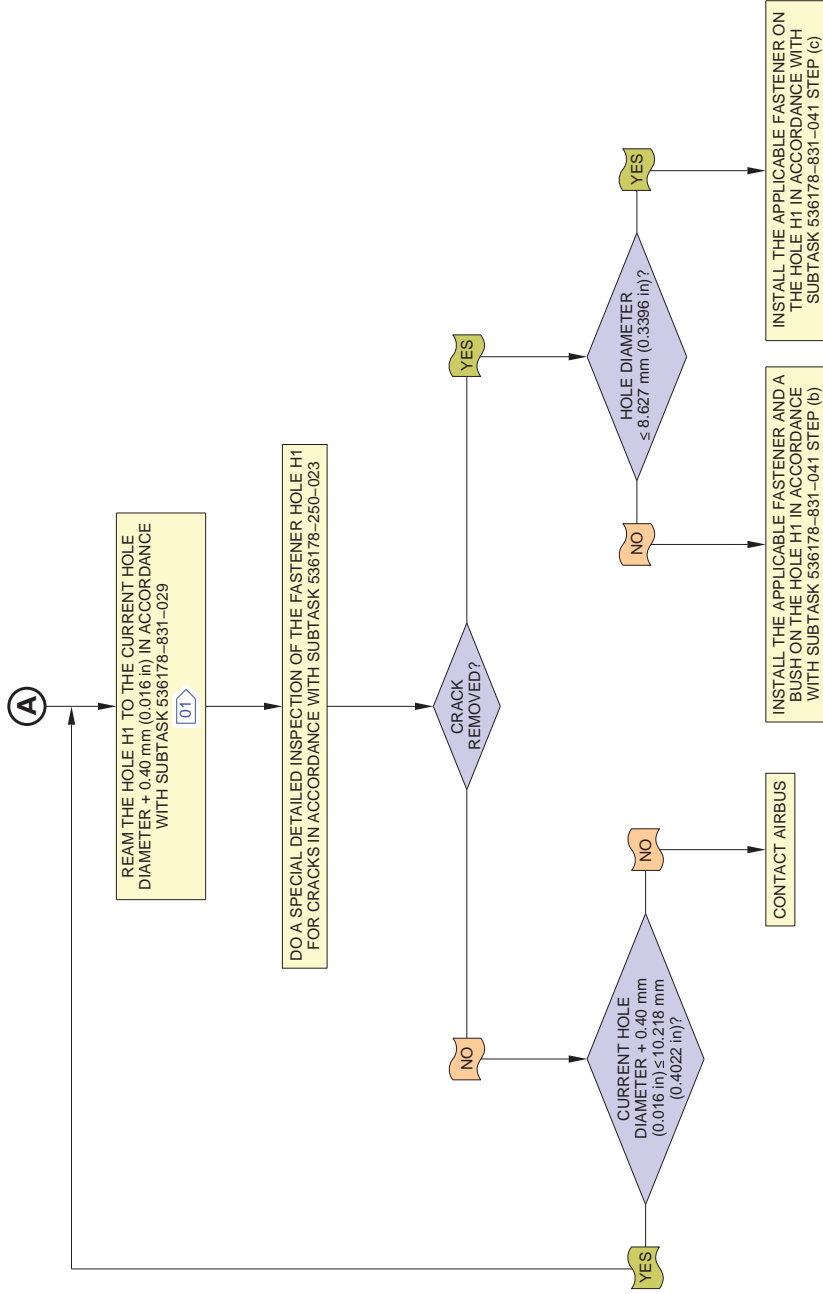 A
REAM THE HOLE H1 TO THE CURRENT HOLE
DIAMETER + 0.40 mm (0.016 in) IN ACCORDANCE
WITH SUBTASK 536178–831–029
01
DO A SPECIAL DETAILED INSPECTION OF THE FASTENER HOLE H1
FOR CRACKS IN ACCORDANCE WITH SUBTASK 536178–250–023
CRACK
REMOVED?
NO
YES
CURRENT HOLE
DIAMETER + 0.40 mm
(0.016 in) ≤ 10.218 mm
(0.4022 in)?
YES
NO
CONTACT AIRBUS
HOLE DIAMETER
≤ 8.627 mm (0.3396 in)?
NO
YES
INSTALL THE APPLICABLE FASTENER AND A
BUSH ON THE HOLE H1 IN ACCORDANCE
WITH SUBTASK 536178–831–041 STEP (b)
INSTALL THE APPLICABLE FASTENER ON
THE HOLE H1 IN ACCORDANCE WITH
SUBTASK 536178–831–041 STEP (c)